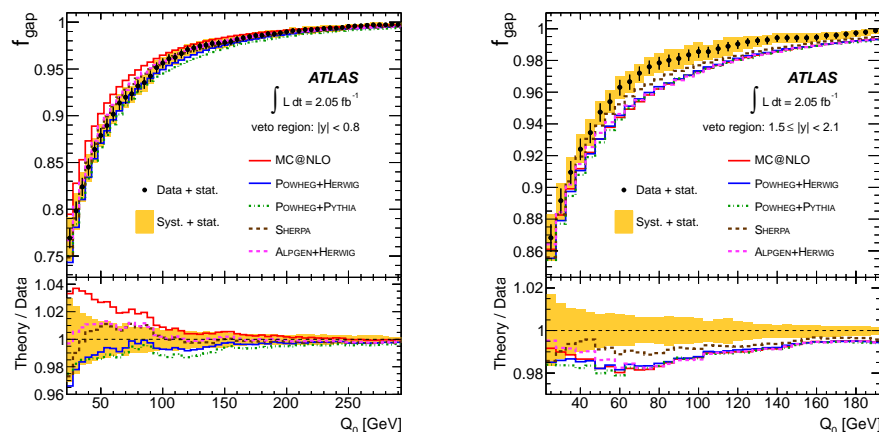 f gap
1
0.95
0.9
0.85
0.8
0.75
ATLAS
∫ L dt = 2.05 fb -1
veto region: |y| < 0.8
Data + stat.
Syst. + stat.
MC@NLO
POWHEG+HERWIG
POWHEG+PYTHIA
SHERPA
ALPGEN+HERWIG
Theory / Data
1.04
1.02
1
0.98
0.96
50 100 150 200 250
Q0 [GeV]
f gap
1
0.98
0.96
0.94
0.92
0.9
0.88
0.86
ATLAS
∫ L dt = 2.05 fb -1
veto region: 1.5 ≤ |y| < 2.1
Data + stat.
Syst. + stat.
MC@NLO
POWHEG+HERWIG
POWHEG+PYTHIA
SHERPA
ALPGEN+HERWIG
Theory / Data
1.02
1
0.98
40 60 80 100 120 140 160 180
Q0 [GeV]